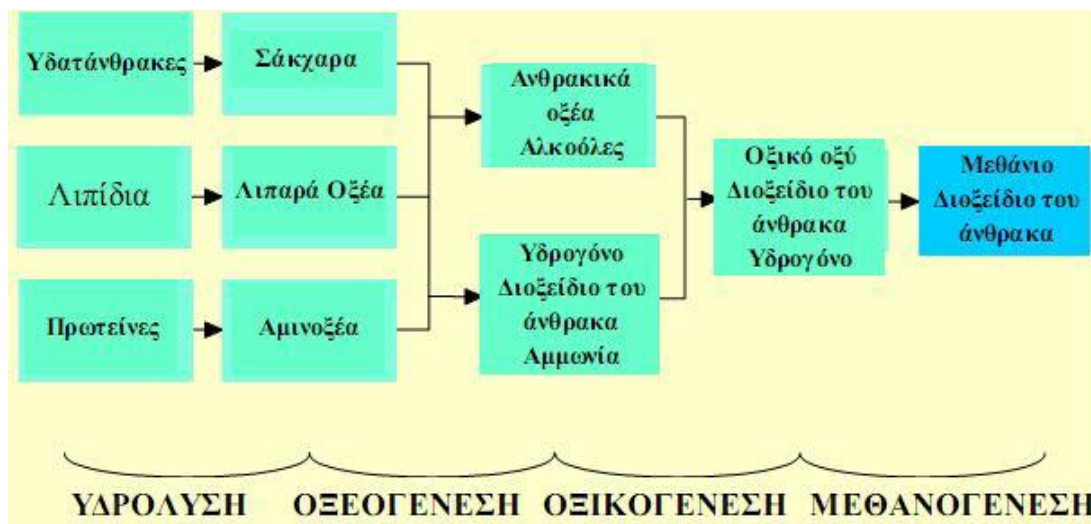 Υδατάνθρακες
Σάκχαρα
Λιπίδια
Λιπαρά Οξέα
Πρωτείνες
Αμινοξέα
Ανθρακικά
οξέα
Αλκοόλες
Υδρογόνο
Διοξείδιο του
άνθρακα
Αμμωνία
Οξικό οξύ
Διοξείδιο του
άνθρακα
Υδρογόνο
Μεθάνιο
Διοξείδιο του
άνθρακα
ΥΔΡΟΛΥΣΗ
ΟΞΕΟΓΕΝΕΣΗ
ΟΞΙΚΟΓΕΝΕΣΗ
ΜΕΘΑΝΟΓΕΝΕΣΗ